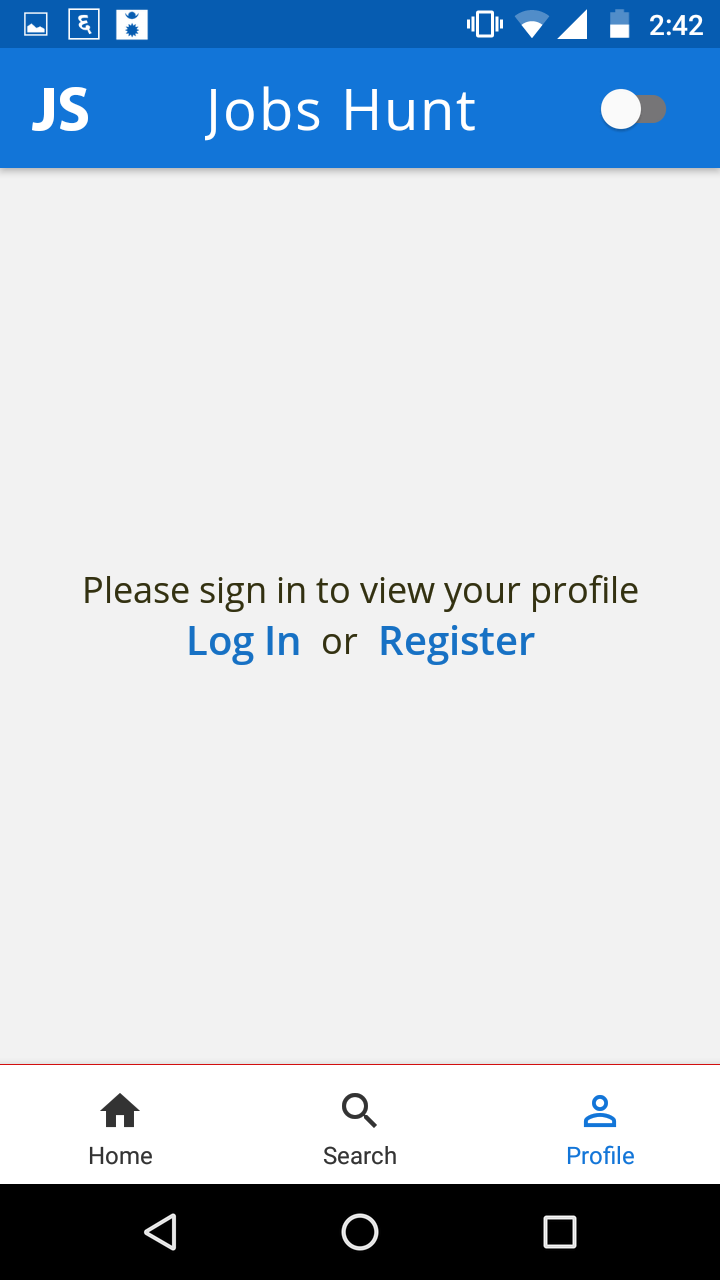 ६ 2:42
JS Jobs Hunt
Please sign in to view your profile
Log In or Register
Home Search Profile